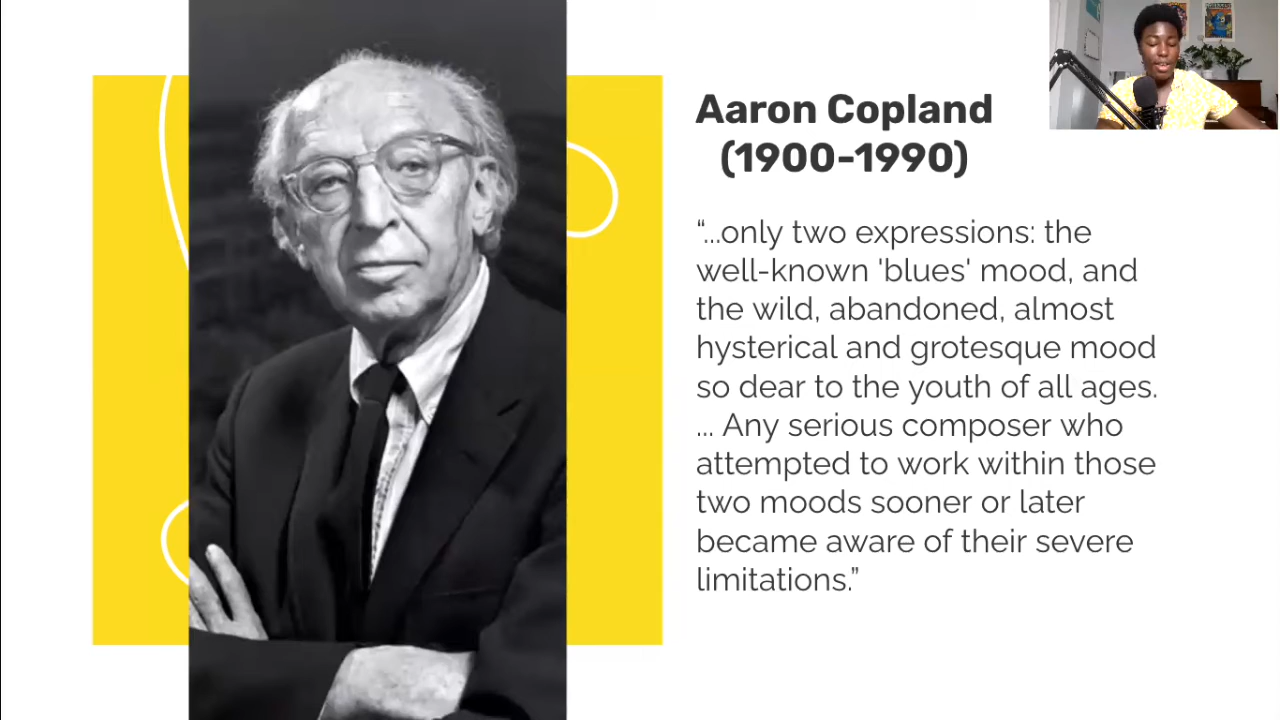 Aaron Copland
(1900-1990)
“...only two expressions: the
well-known 'blues' mood, and
the wild, abandoned, almost
hysterical and grotesque mood
so dear to the youth of all ages.
... Any serious composer who
attempted to work within those
two moods sooner or later
became aware of their severe
limitations.”